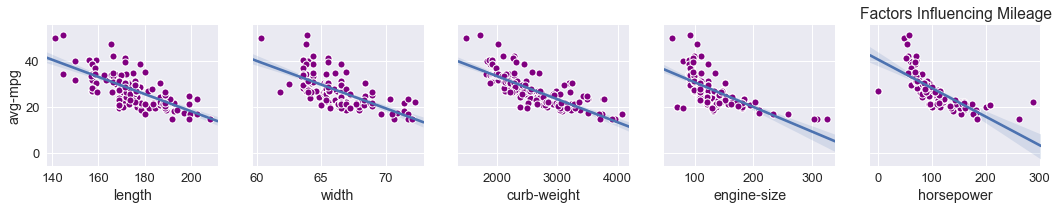 Factors Influencing Mileage
avg-mpg
40
20
0
140 160 180 200
length
60 65 70
width
2000 3000 4000
curb-weight
100 200 300
engine-size
0 100 200 300
horsepower